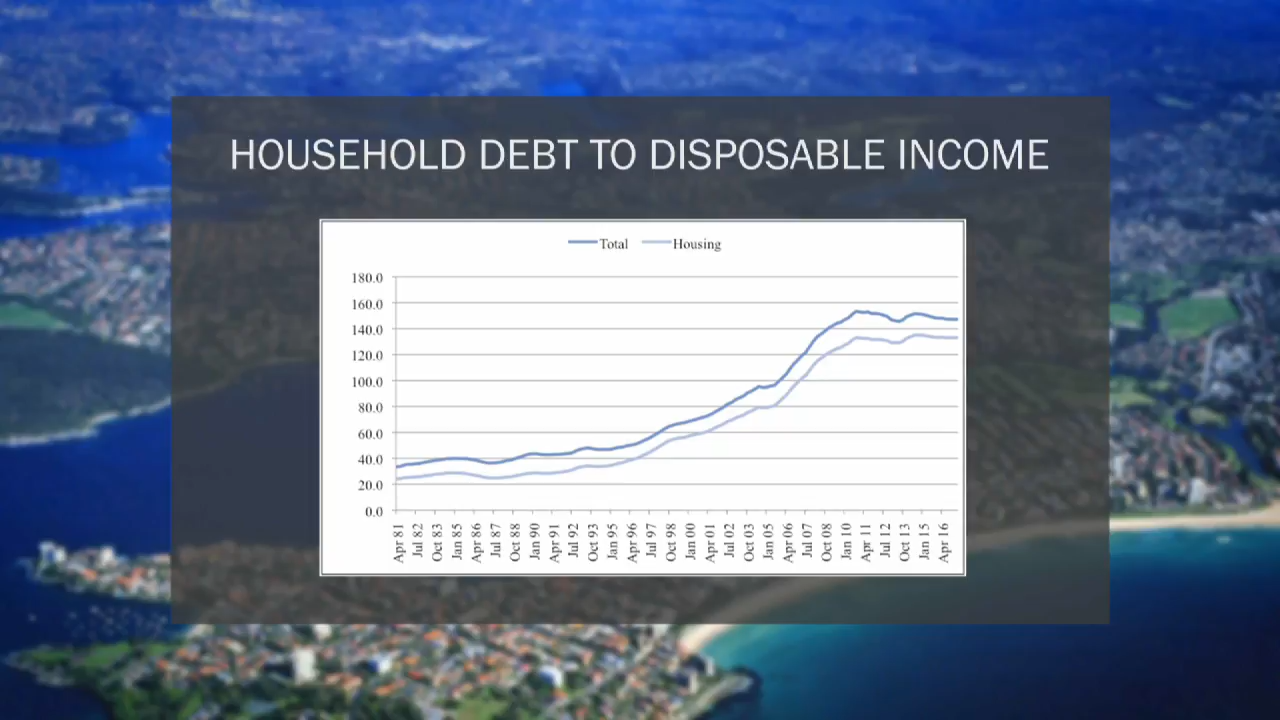 HOUSEHOLD DEBT TO DISPOSABLE INCOME
Total Housing
180.0
160.0
140.0
120.0
100.0
80.0
60.0
40.0
20.0
0.0
Apr 81
Jul 82
Oct 83
Jan 85
Apr 86
Jul 87
Oct 88
Jan 90
Apr 91
Jul 92
Oct 93
Jan 95
Apr 96
Jul 97
Oct 98
Jan 00
Apr 01
Jul 02
Oct 03
Jan 05
Apr 06
Jul 07
Oct 08
Jan 10
Apr 11
Jul 12
Oct 13
Jan 15
Apr 16